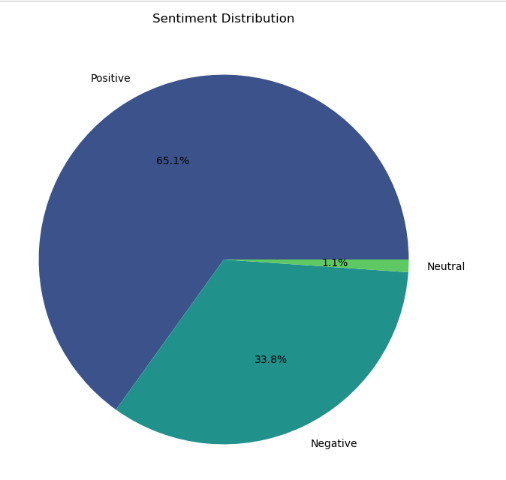 Sentiment Distribution
Positive
65.1%
1.1%
Neutral
33.8%
Negative